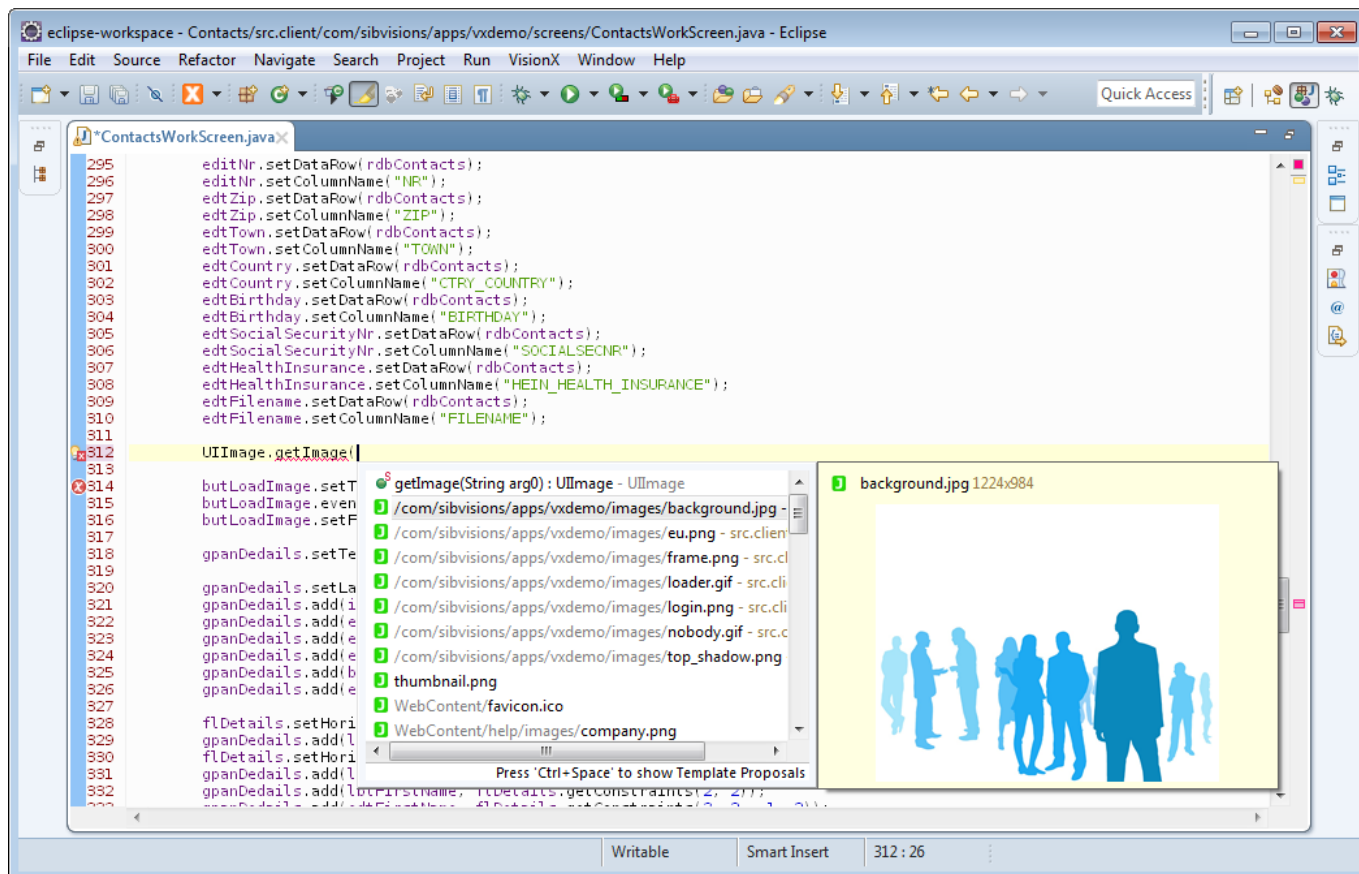 eclipse-workspace - Contacts/src.client/com/sibvisions/apps/vxdemo/screens/ContactsWorkScreen.java - Eclipse
File Edit Source Refactor Navigate Search Project Run VisionX Window Help
Quick Access
*ContactsWorkScreen.java
295 editNr.setDataRow(rdbContacts);
296 editNr.setColumnName("NR");
297 edtZip.setDataRow(rdbContacts);
298 edtZip.setColumnName("ZIP");
299 edtTown.setDataRow(rdbContacts);
300 edtTown.setColumnName("TOWN");
301 edtCountry.setDataRow(rdbContacts);
302 edtCountry.setColumnName("CTRY_COUNTRY");
303 edtBirthday.setDataRow(rdbContacts);
304 edtBirthday.setColumnName("BIRTHDAY");
305 edtSocialSecurityNr.setDataRow(rdbContacts);
306 edtSocialSecurityNr.setColumnName("SOCIALSECNR");
307 edtHealthInsurance.setDataRow(rdbContacts);
308 edtHealthInsurance.setColumnName("HEIN_HEALTH_INSURANCE");
309 edtFilename.setDataRow(rdbContacts);
310 edtFilename.setColumnName("FILENAME");
311
312 UIImage.getImage(
313
314 butLoadImage.setT
315 butLoadImage.even
316 butLoadImage.setF
317
318 gpanDedails.setTe
319
320 gpanDedails.setLa
321 gpanDedails.add(i
322 gpanDedails.add(e
323 gpanDedails.add(e
324 gpanDedails.add(e
325 gpanDedails.add(b
326 gpanDedails.add(e
327
328 flDetails.setHori
329 gpanDedails.add(l
330 flDetails.setHori
331 gpanDedails.add(l
332 gpanDedails.add(lblFirstName, flDetails.getConstraints(2, 2));
getImage(String arg0) : UIImage - UIImage
/com/sibvisions/apps/vxdemo/images/background.jpg -
/com/sibvisions/apps/vxdemo/images/eu.png - src.clien
/com/sibvisions/apps/vxdemo/images/frame.png - src.cl
/com/sibvisions/apps/vxdemo/images/loader.gif - src.cli
/com/sibvisions/apps/vxdemo/images/login.png - src.cli
/com/sibvisions/apps/vxdemo/images/nobody.gif - src.c
/com/sibvisions/apps/vxdemo/images/top_shadow.png
thumbnail.png
WebContent/favicon.ico
WebContent/help/images/company.png
Press 'Ctrl+Space' to show Template Proposals
background.jpg 1224x984
Writable Smart Insert 312 : 26